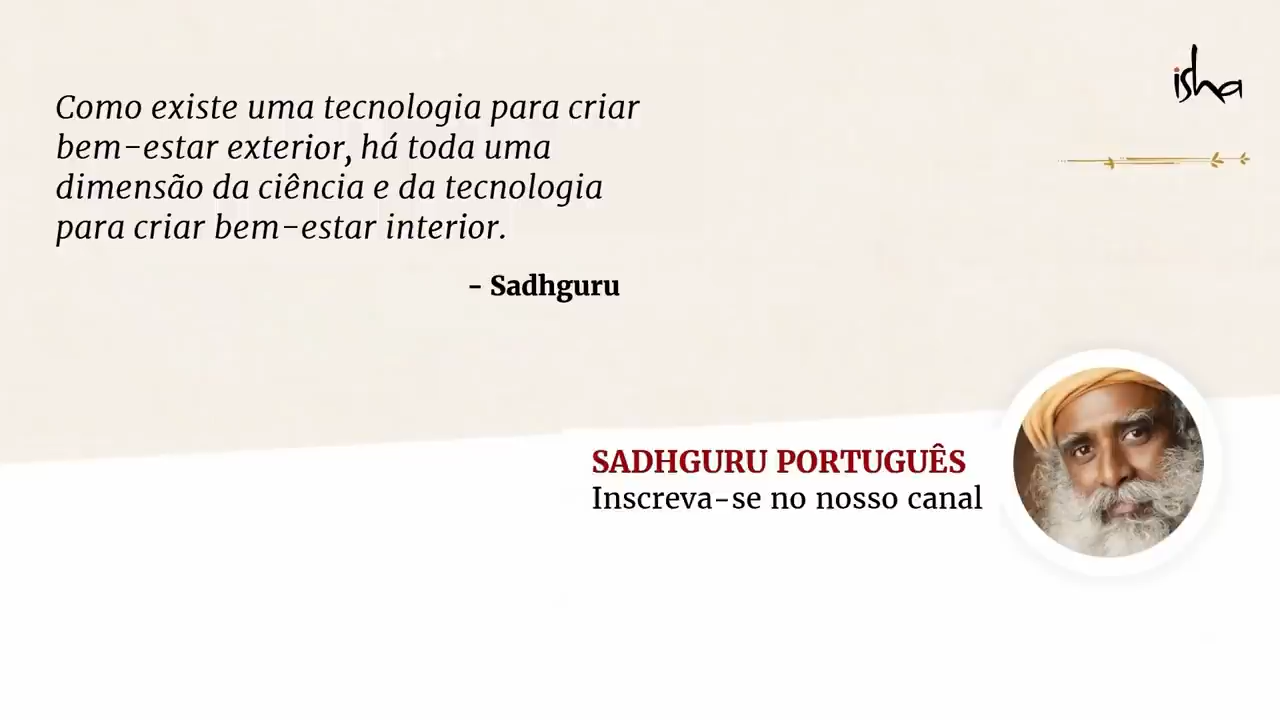 isha
Como existe uma tecnologia para criar
bem-estar exterior, há toda uma
dimensão da ciência e da tecnologia
para criar bem-estar interior.
- Sadhguru
SADHGURU PORTUGUÊS
Inscreva-se no nosso canal